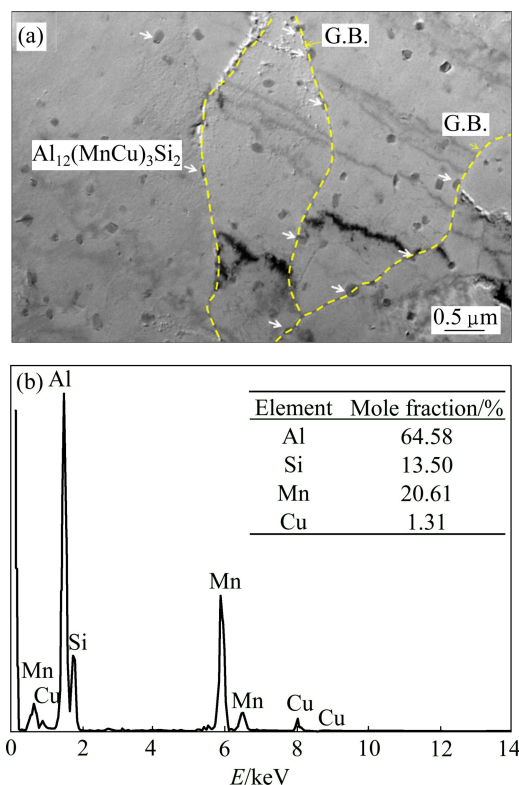 (a)
G.B.
G.B.
Al₁₂(MnCu)₃Si₂
0.5 μm
(b)
Al
Element Mole fraction/%
Al 64.58
Si 13.50
Mn 20.61
Cu 1.31
Mn
Si
Mn
Cu
Mn
Cu
Cu
0 2 4 6 8 10 12 14
E/keV